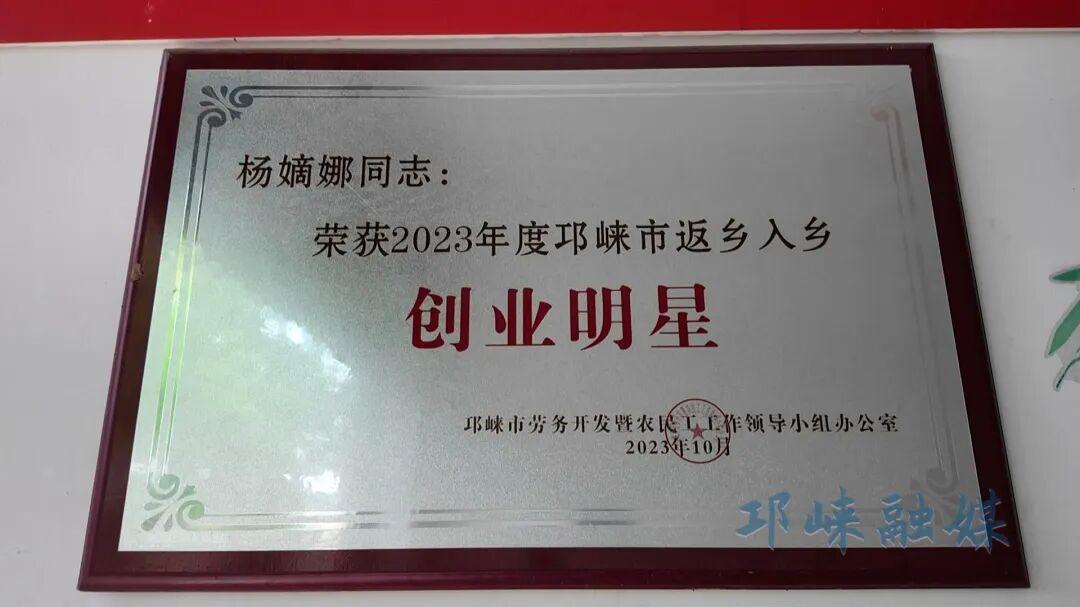 杨嫡娜同志：
荣获2023年度邛崃市返乡入乡
创业明星
邛崃市劳务开发暨农民工工作领导小组办公室
2023年10月
邛崃融媒